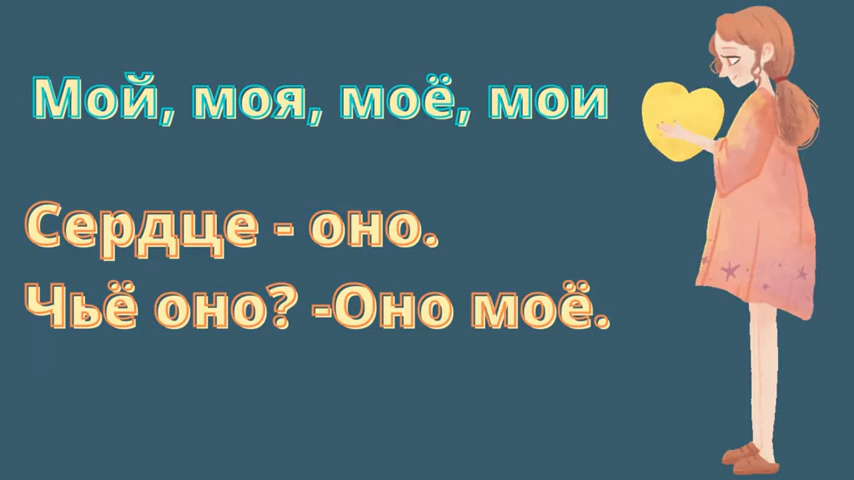 Мой, моя, моё, мои
Сердце - оно.
Чьё оно? -Оно моё.